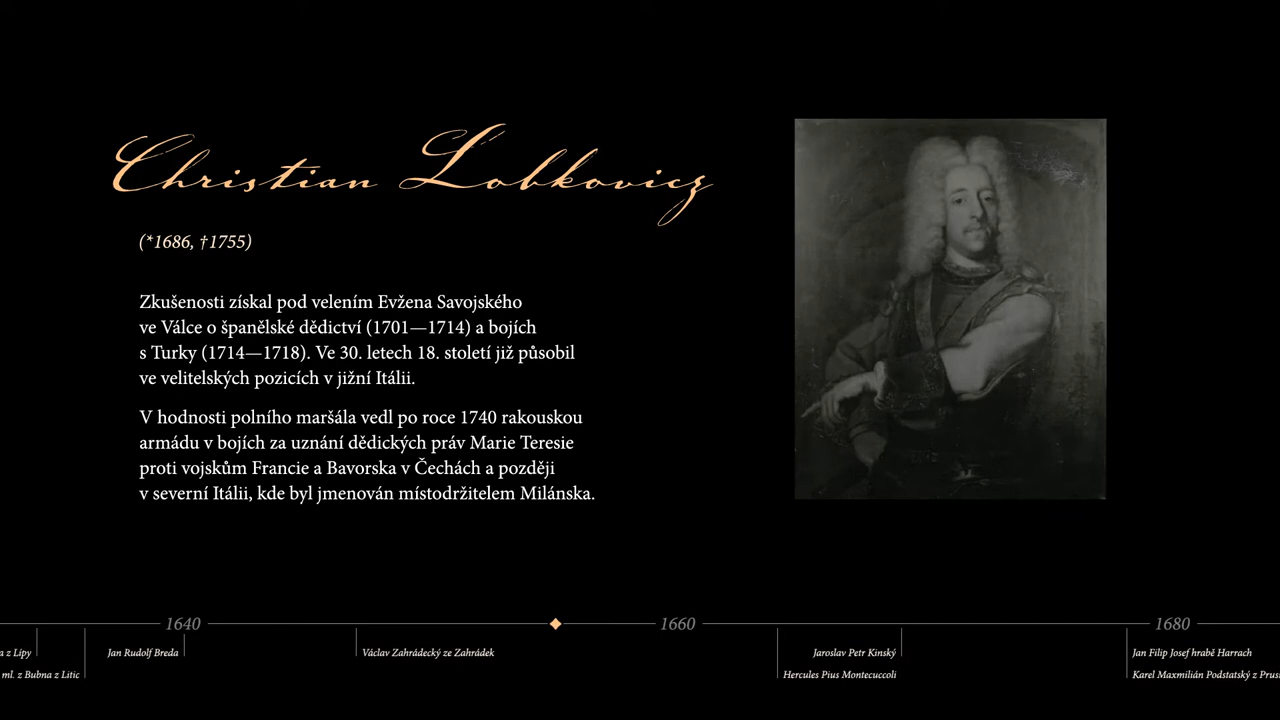 Christian Lobkovicz
(*1686, †1755)
Zkušenosti získal pod velením Evžena Savojského
ve Válce o španělské dědictví (1701—1714) a bojích
s Turky (1714—1718). Ve 30. letech 18. století již působil
ve velitelských pozicích v jižní Itálii.
V hodnosti polního maršála vedl po roce 1740 rakouskou
armádu v bojích za uznání dědických práv Marie Teresie
proti vojskům Francie a Bavorska v Čechách a později
v severní Itálii, kde byl jmenován místodržitelem Milánska.
1640 1660 1680
a z Lípy Jan Rudolf Breda Václav Zahrádecký ze Zahrádek Jaroslav Petr Kinský Jan Filip Josef hrabě Harrach
ml. z Bubna z Litic Hercules Pius Montecuccoli Karel Maxmilián Podstatský z Prus